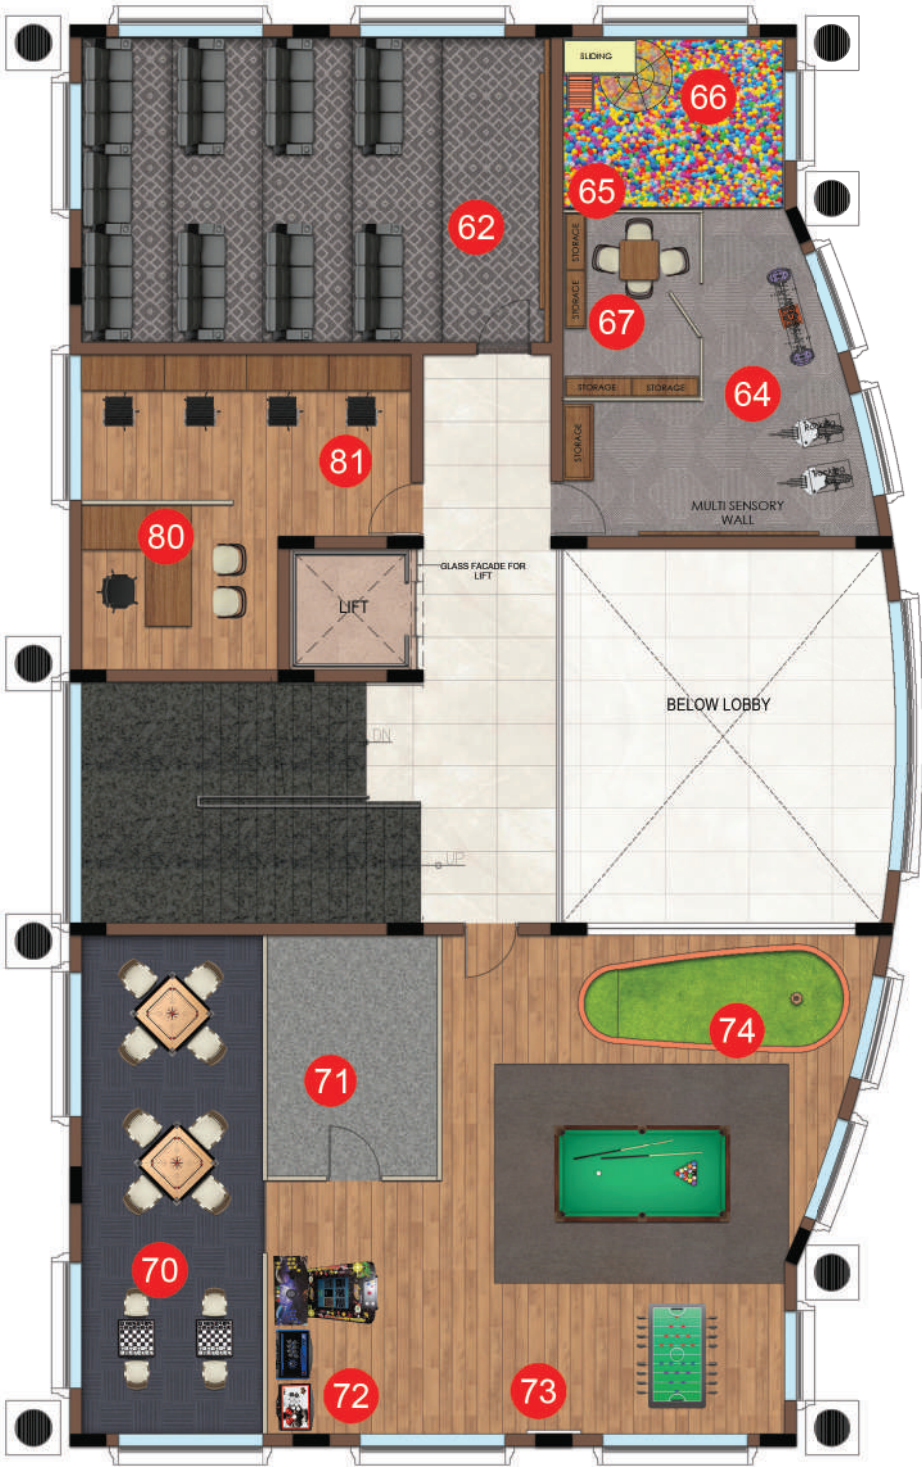 SLIDING
66
65
62
STORAGE
STORAGE
67
STORAGE
STORAGE
64
STORAGE
81
MULTI SENSORY
WALL
80
GLASS FACADE FOR
LIFT
LIFT
BELOW LOBBY
DN
UP
74
71
70
72
73